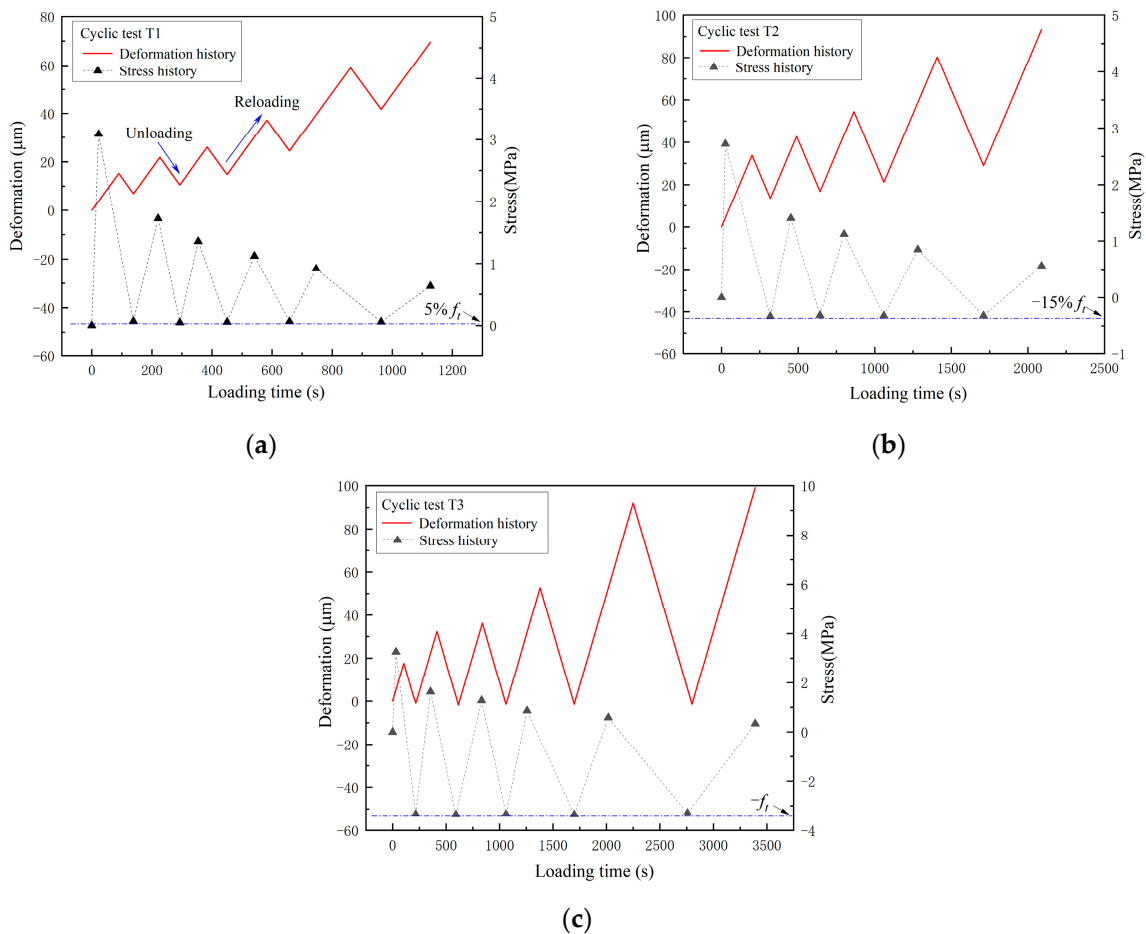 Cyclic test T1
Deformation history
Stress history
Unloading
Reloading
5% fₜ
80
60
40
20
0
−20
−40
−60
5
4
3
2
1
0
0 200 400 600 800 1000 1200
Deformation (μm)
Stress(MPa)
Loading time (s)
(a)
Cyclic test T2
Deformation history
Stress history
−15% fₜ
100
80
60
40
20
0
−20
−40
−60
5
4
3
2
1
0
−1
0 500 1000 1500 2000 2500
Deformation (μm)
Stress(MPa)
Loading time (s)
(b)
Cyclic test T3
Deformation history
Stress history
−fₜ
100
80
60
40
20
0
−20
−40
−60
10
8
6
4
2
0
−2
−4
0 500 1000 1500 2000 2500 3000 3500
Deformation (μm)
Stress(MPa)
Loading time (s)
(c)